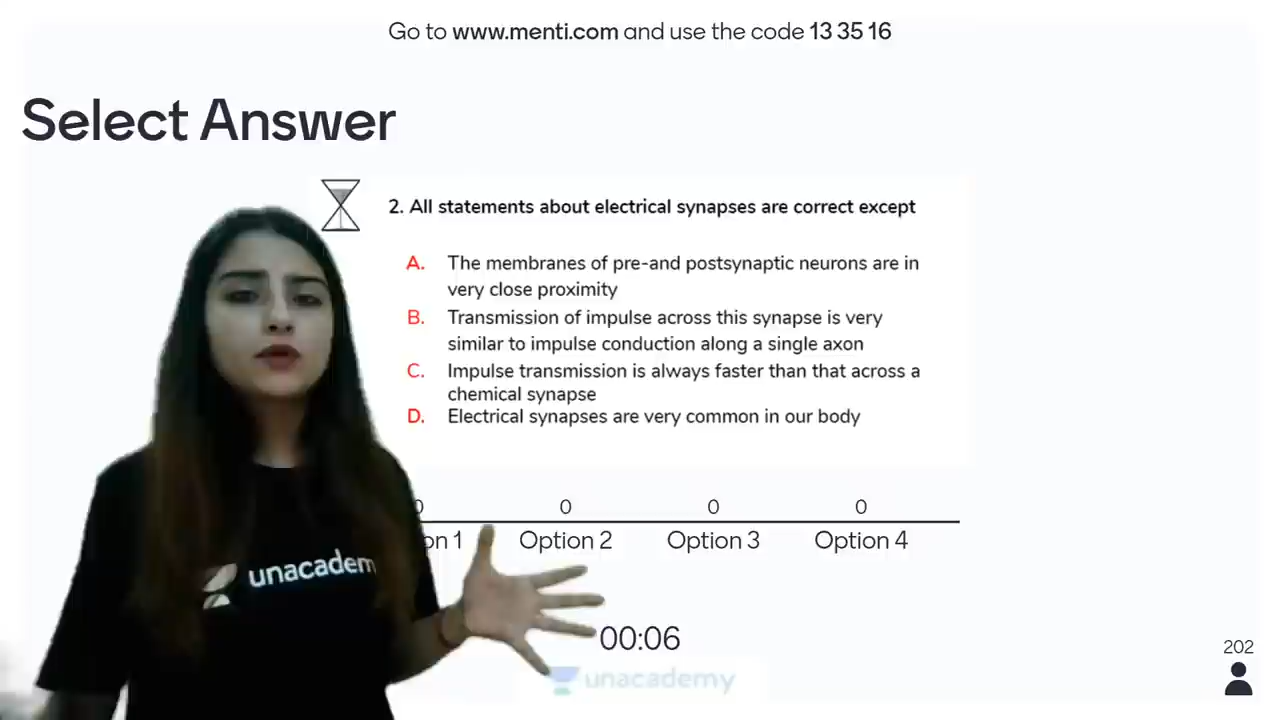 Go to www.menti.com and use the code 13 35 16
Select Answer
2. All statements about electrical synapses are correct except
A. The membranes of pre-and postsynaptic neurons are in
very close proximity
B. Transmission of impulse across this synapse is very
similar to impulse conduction along a single axon
C. Impulse transmission is always faster than that across a
chemical synapse
D. Electrical synapses are very common in our body
0 0 0 0
on 1 Option 2 Option 3 Option 4
unacadem
00:06
202
unacademy